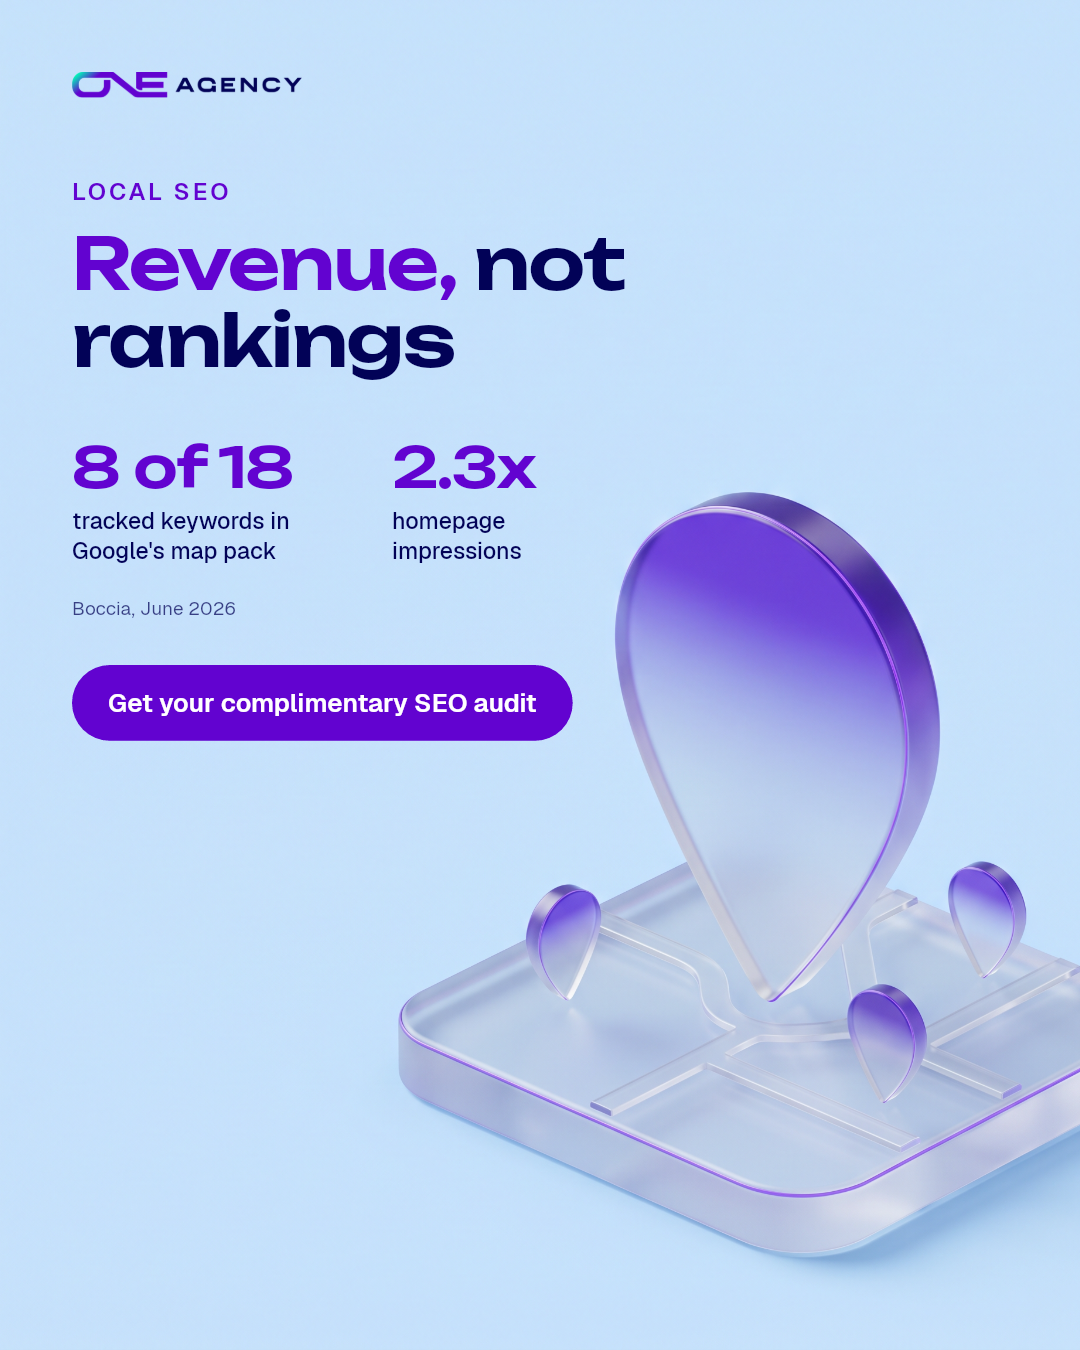 ONE AGENCY
LOCAL SEO
Revenue, not
rankings
8 of 18
tracked keywords in
Google's map pack
2.3x
homepage
impressions
Boccia, June 2026
Get your complimentary SEO audit